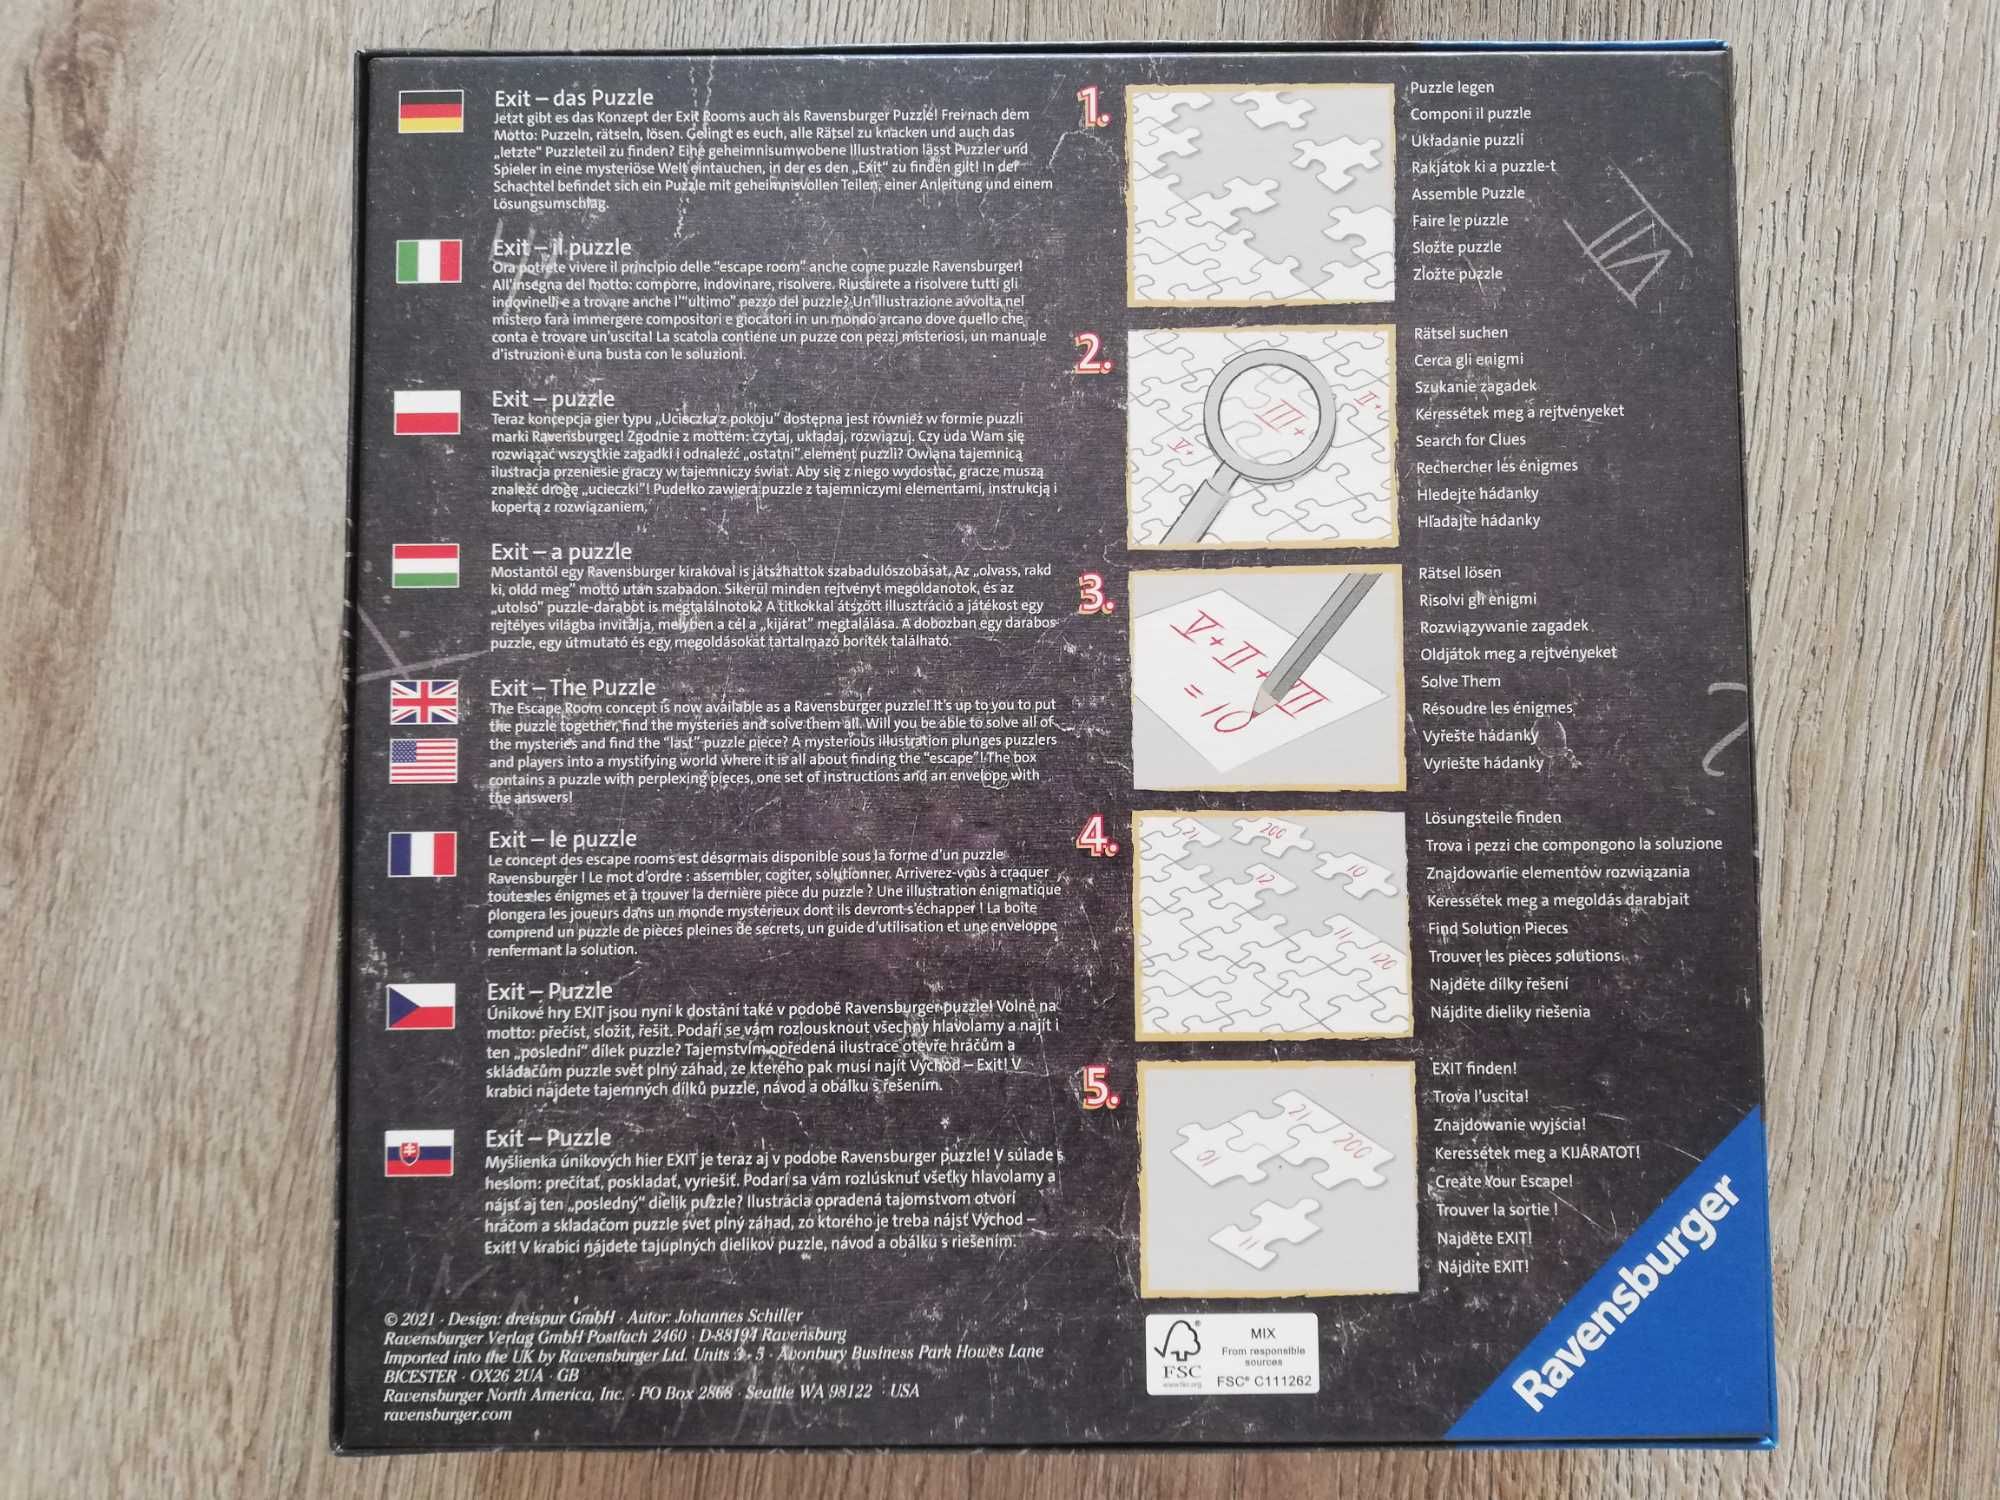 Exit – das Puzzle
Jetzt gibt es das Konzept der Exit Rooms auch als Ravensburger Puzzle! Frei nach dem
Motto: Puzzeln, rätseln, lösen. Gelingt es euch, alle Rätsel zu knacken und auch das
„letzte“ Puzzleteil zu finden? Eine geheimnisumwobene Illustration lässt Puzzler und
Spieler in eine mysteriöse Welt eintauchen, in der es den „Exit“ zu finden gilt! In der
Schachtel befindet sich ein Puzzle mit geheimnisvollen Teilen, einer Anleitung und einem
Lösungsumschlag.
Exit – il puzzle
Ora potrete vivere il principio delle “escape room” anche come puzzle Ravensburger!
All’insegna del motto: comporre, indovinare, risolvere. Riuscirete a risolvere tutti gli
indovinelli e a trovare anche l’“ultimo” pezzo del puzzle? Un’illustrazione avvolta nel
mistero farà immergere compositori e giocatori in un mondo arcano dove quello che
conta è trovare un’uscita! La scatola contiene un puzze con pezzi misteriosi, un manuale
d’istruzioni e una busta con le soluzioni.
Exit – puzzle
Teraz koncepcja gier typu „Ucieczka z pokoju” dostępna jest również w formie puzzli
marki Ravensburger! Zgodnie z mottem: czytaj, układaj, rozwiązuj. Czy uda Wam się
rozwiązać wszystkie zagadki i odnaleźć „ostatni” element puzzli? Owiana tajemnicą
ilustracja przeniesie graczy w tajemniczy świat. Aby się z niego wydostać, gracze muszą
znaleźć drogę „ucieczki”! Pudełko zawiera puzzle z tajemniczymi elementami, instrukcją i
kopertą z rozwiązaniem.
Exit – a puzzle
Mostantól egy Ravensburger kirakóval is játszhattok szabadulószobásat. Az „olvass, rakd
ki, oldd meg” mottó után szabadon. Sikerül minden rejtvényt megoldanotok, és az
„utolsó” puzzle-darabot is megtalálnotok? A titkokkal átszőtt illusztráció a játékost egy
rejtélyes világba invitálja, melyben a cél a „kijárat” megtalálása. A dobozban egy darabos
puzzle, egy útmutató és egy megoldásokat tartalmazó boríték található.
Exit – The Puzzle
The Escape Room concept is now available as a Ravensburger puzzle! It’s up to you to put
the puzzle together, find the mysteries and solve them all. Will you be able to solve all of
the mysteries and find the “last” puzzle piece? A mysterious illustration plunges puzzlers
and players into a mystifying world where it is all about finding the “escape”! The box
contains a puzzle with perplexing pieces, one set of instructions and an envelope with
the answers!
Exit – le puzzle
Le concept des escape rooms est désormais disponible sous la forme d’un puzzle
Ravensburger ! Le mot d’ordre : assembler, cogiter, solutionner. Arriverez-vous à craquer
toutes les énigmes et à trouver la dernière pièce du puzzle ? Une illustration énigmatique
plongera les joueurs dans un monde mystérieux dont ils devront s’échapper ! La boîte
comprend un puzzle de pièces pleines de secrets, un guide d’utilisation et une enveloppe
renfermant la solution.
Exit – Puzzle
Únikové hry EXIT jsou nyní k dostání také v podobě Ravensburger puzzle! Volně na
motto: přečíst, složit, řešit. Podaří se vám rozlousknout všechny hlavolamy a najít i
ten „poslední“ dílek puzzle? Tajemstvím opředená ilustrace otevře hráčům a
skládačům puzzle svět plný záhad, ze kterého pak musí najít Východ – Exit! V
krabici najdete tajemných dílků puzzle, návod a obálku s řešením.
Exit – Puzzle
Myšlienka únikových hier EXIT je teraz aj v podobe Ravensburger puzzle! V súlade s
heslom: prečítať, poskladať, vyriešiť. Podarí sa vám rozlúsknuť všetky hlavolamy a
nájsť aj ten „posledný“ dielik puzzle? Ilustrácia opradená tajomstvom otvorí
hráčom a skladačom puzzle svet plný záhad, zo ktorého je treba nájsť Východ –
Exit! V krabici nájdete tajuplných dielikov puzzle, návod a obálku s riešením.
© 2021 · Design: dreispur GmbH · Autor: Johannes Schiller
Ravensburger Verlag GmbH Postfach 2460 · D-88194 Ravensburg
Imported into the UK by Ravensburger Ltd. Units 3 - 5 · Avonbury Business Park Howes Lane
BICESTER · OX26 2UA · GB
Ravensburger North America, Inc. · PO Box 2868 · Seattle WA 98122 · USA
ravensburger.com
1.
Puzzle legen
Componi il puzzle
Układanie puzzli
Rakjátok ki a puzzle-t
Assemble Puzzle
Faire le puzzle
Složte puzzle
Zložte puzzle
VII
2.
V+
III+
II+
Rätsel suchen
Cerca gli enigmi
Szukanie zagadek
Keressétek meg a rejtvényeket
Search for Clues
Rechercher les énigmes
Hledejte hádanky
Hľadajte hádanky
3.
V+II+III
=10
Rätsel lösen
Risolvi gli enigmi
Rozwiązywanie zagadek
Oldjátok meg a rejtvényeket
Solve Them
Résoudre les énigmes
Vyřešte hádanky
Vyriešte hádanky
2
4.
21
200
12
10
11
120
Lösungsteile finden
Trova i pezzi che compongono la soluzione
Znajdowanie elementów rozwiązania
Keressétek meg a megoldás darabjait
Find Solution Pieces
Trouver les pièces solutions
Najděte dílky řešení
Nájdite dieliky riešenia
5.
21
200
10
11
EXIT finden!
Trova l’uscita!
Znajdowanie wyjścia!
Keressétek meg a KIJÁRATOT!
Create Your Escape!
Trouver la sortie !
Najděte EXIT!
Nájdite EXIT!
FSC
www.fsc.org
MIX
From responsible
sources
FSC® C111262
Ravensburger